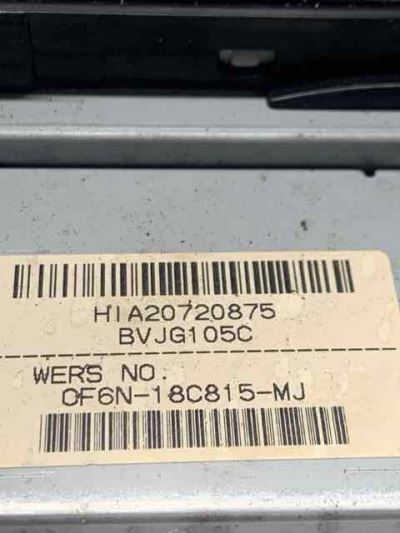 HIA20720875
BVJG105C
WERS NO.
CF6N-18C815-MJ